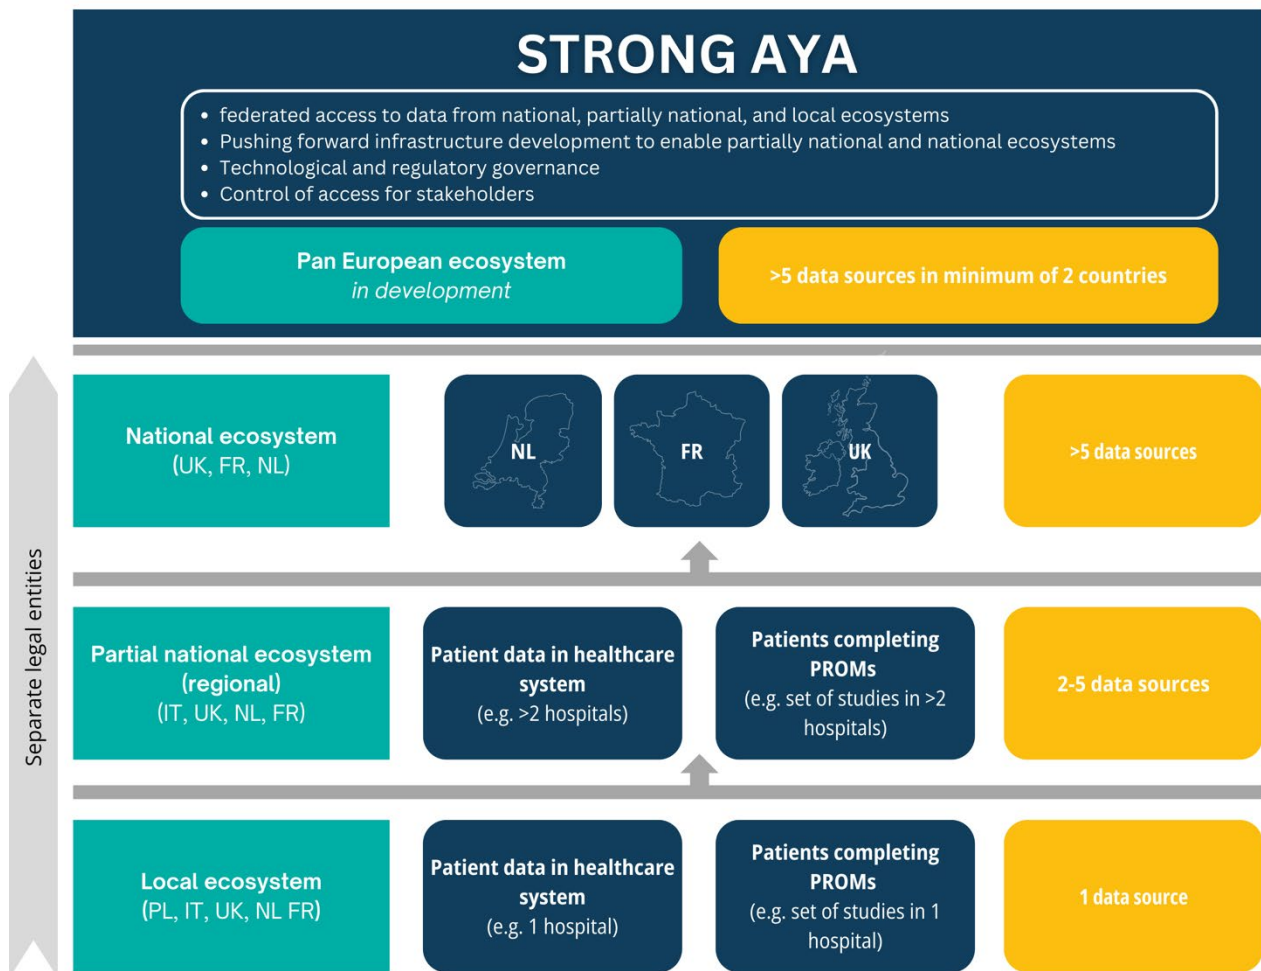 STRONG AYA
• federated access to data from national, partially national, and local ecosystems
• Pushing forward infrastructure development to enable partially national and national ecosystems
• Technological and regulatory governance
• Control of access for stakeholders
Pan European ecosystem
in development
>5 data sources in minimum of 2 countries
Separate legal entities
National ecosystem
(UK, FR, NL)
NL
FR
UK
>5 data sources
Partial national ecosystem
(regional)
(IT, UK, NL, FR)
Patient data in healthcare
system
(e.g. >2 hospitals)
Patients completing
PROMs
(e.g. set of studies in >2
hospitals)
2-5 data sources
Local ecosystem
(PL, IT, UK, NL FR)
Patient data in healthcare
system
(e.g. 1 hospital)
Patients completing
PROMs
(e.g. set of studies in 1
hospital)
1 data source